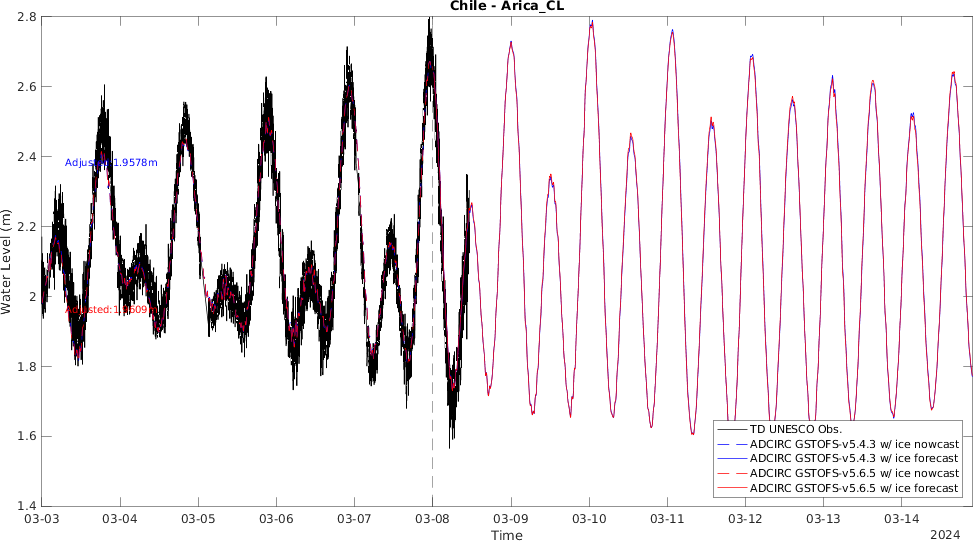 Chile - Arica_CL
Water Level (m)
2.8
2.6
2.4
2.2
2
1.8
1.6
1.4
Adjusted:1.9578m
TD UNESCO Obs.
ADCIRC GSTOFS-v5.4.3 w/ ice nowcast
ADCIRC GSTOFS-v5.4.3 w/ ice forecast
ADCIRC GSTOFS-v5.6.5 w/ ice nowcast
ADCIRC GSTOFS-v5.6.5 w/ ice forecast
03-03 03-04 03-05 03-06 03-07 03-08 03-09 03-10 03-11 03-12 03-13 03-14
Time
2024